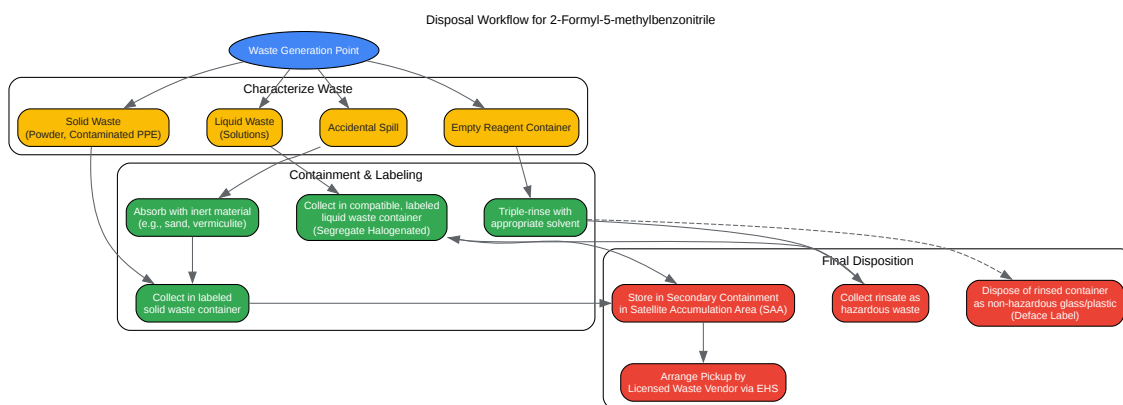 Disposal Workflow for 2-Formyl-5-methylbenzonitrile
Waste Generation Point
Characterize Waste
Solid Waste
(Powder, Contaminated PPE)
Liquid Waste
(Solutions)
Accidental Spill
Empty Reagent Container
Containment & Labeling
Absorb with inert material
(e.g., sand, vermiculite)
Collect in compatible, labeled
liquid waste container
(Segregate Halogenated)
Triple-rinse with
appropriate solvent
Final Disposition
Collect in labeled
solid waste container
Store in Secondary Containment
in Satellite Accumulation Area (SAA)
Collect rinsate as
hazardous waste
Dispose of rinsed container
as non-hazardous glass/plastic
(Deface Label)
Arrange Pickup by
Licensed Waste Vendor via EHS